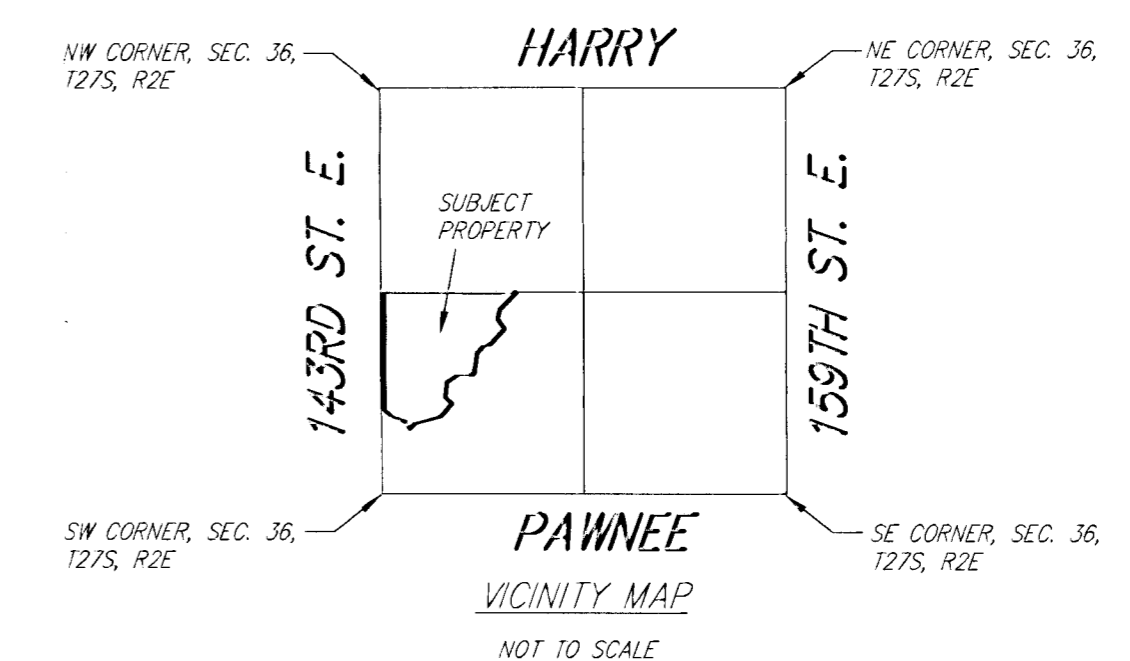 HARRY
NW CORNER, SEC. 36,
T27S, R2E
NE CORNER, SEC. 36,
T27S, R2E
143RD ST. E.
SUBJECT
PROPERTY
159TH ST. E.
SW CORNER, SEC. 36,
T27S, R2E
PAWNEE
SE CORNER, SEC. 36,
T27S, R2E
VICINITY MAP
NOT TO SCALE